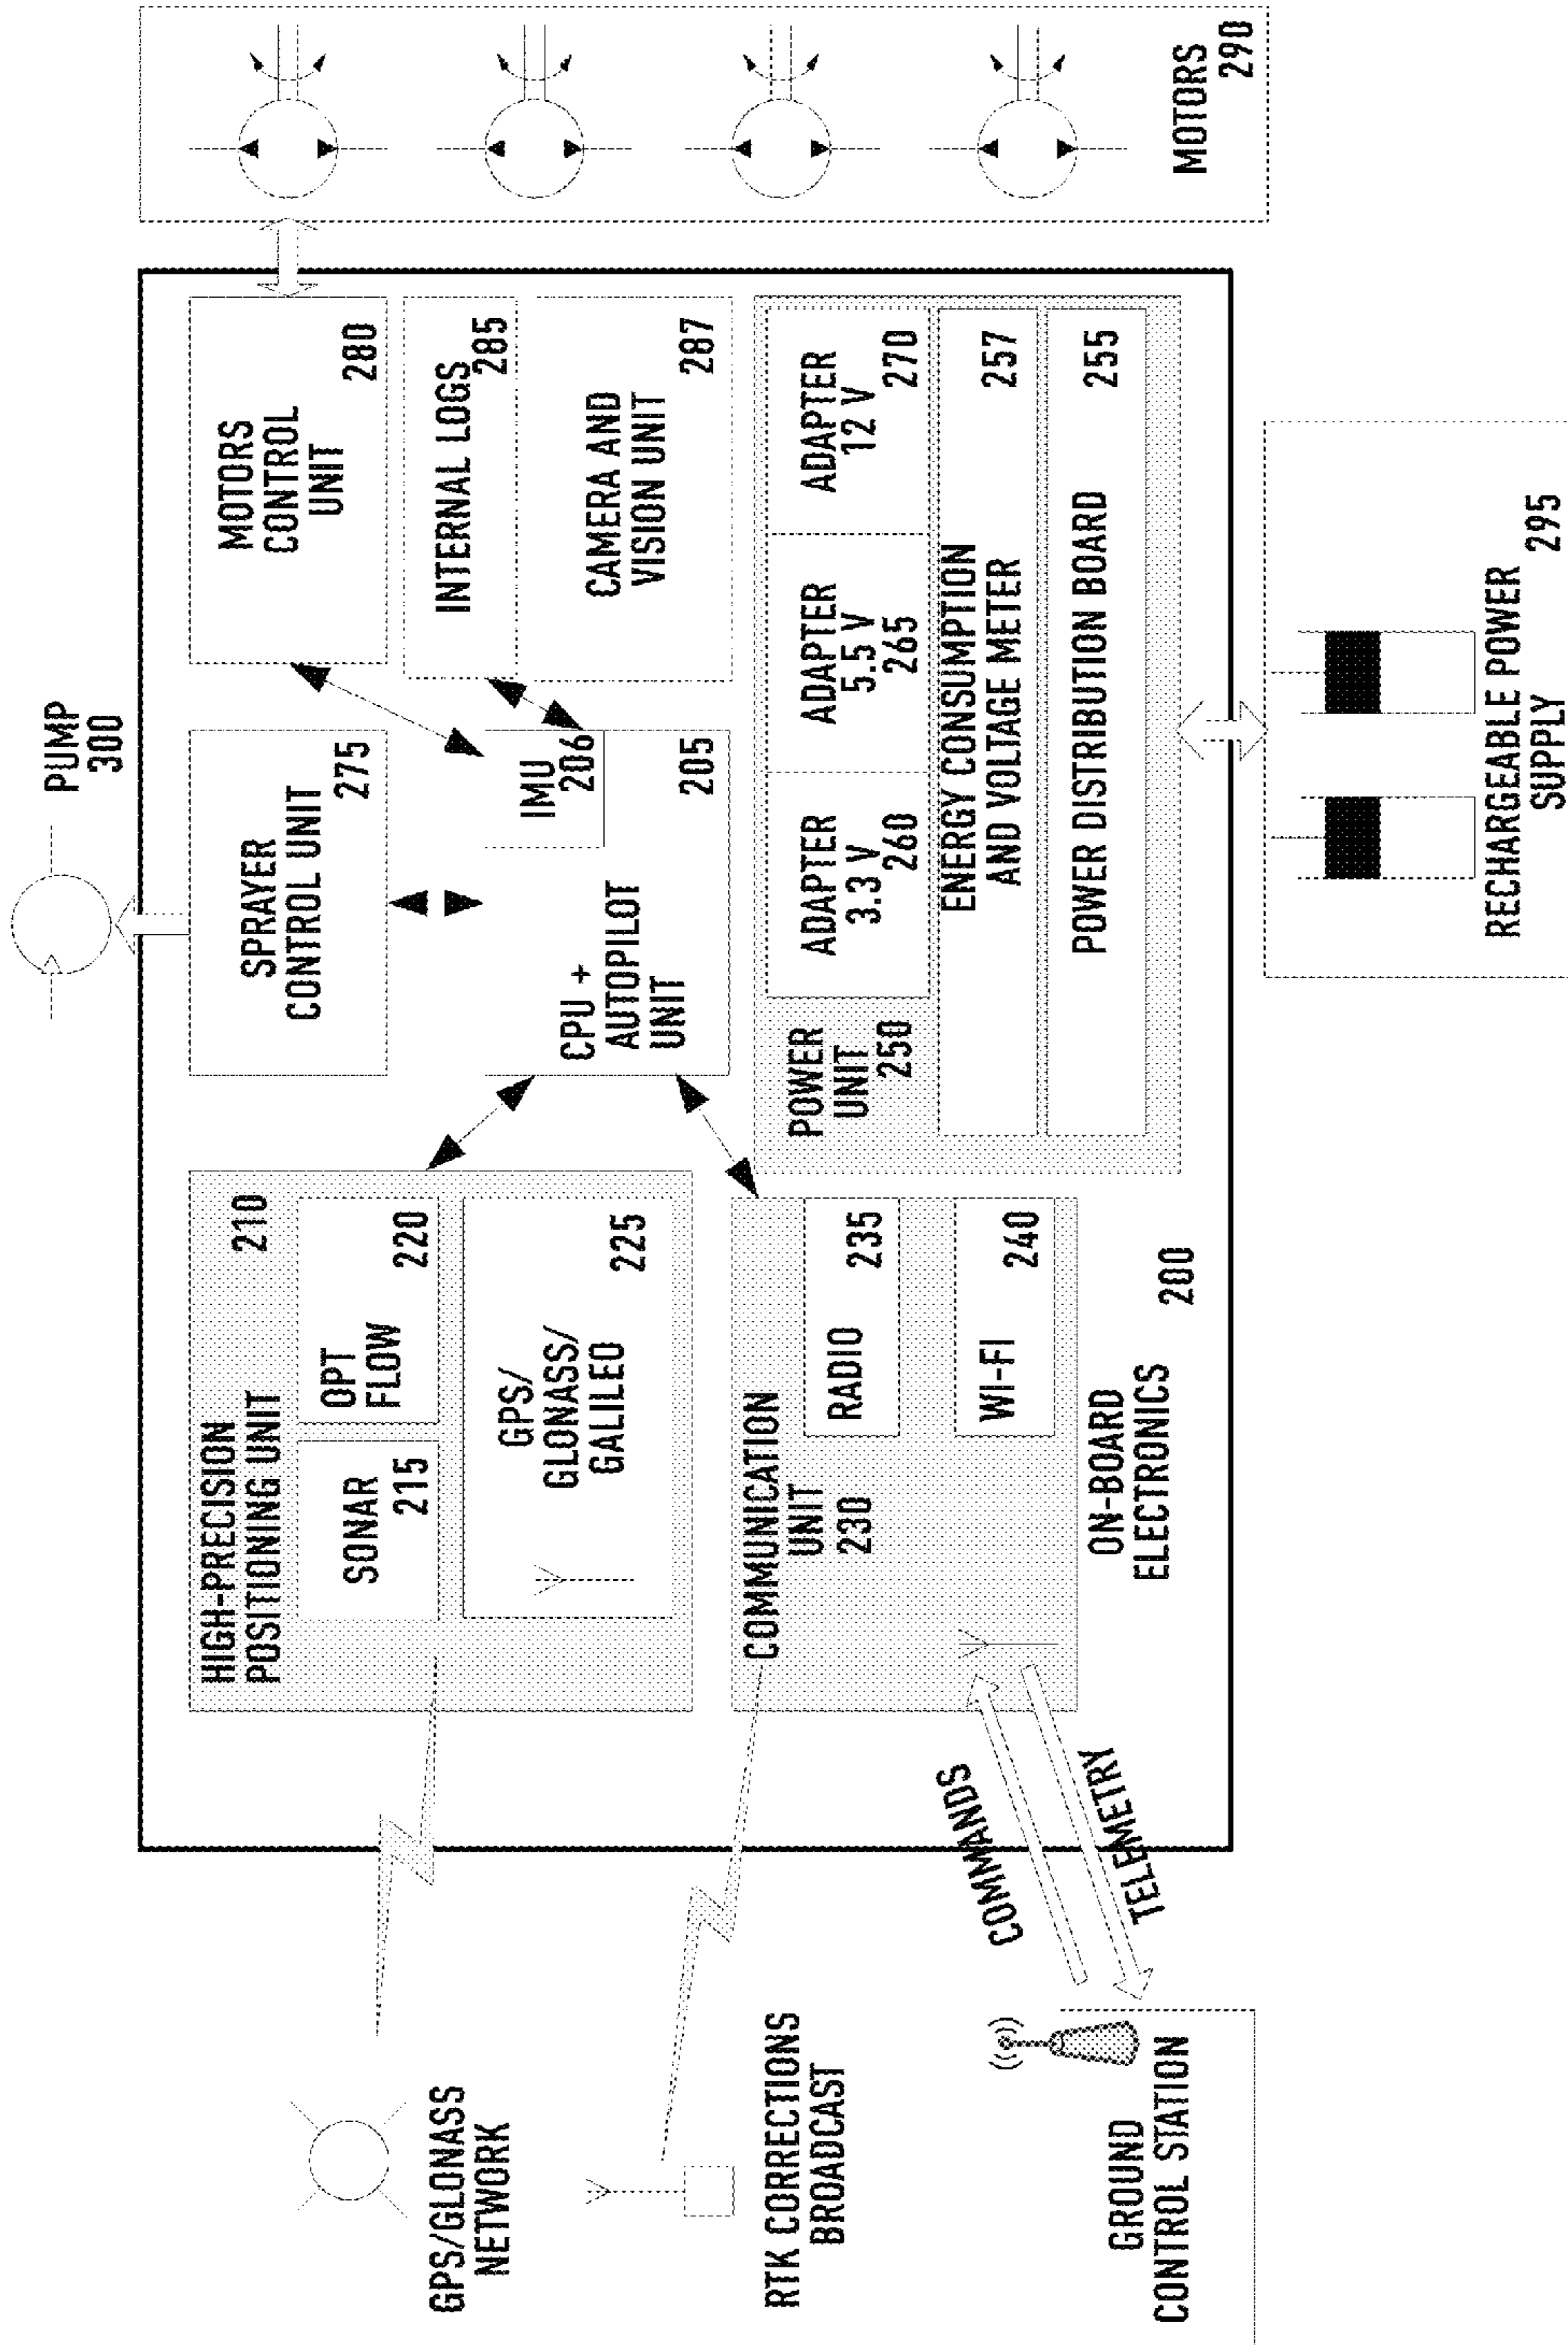 PUMP
300
GPS/GLONASS
NETWORK
RTK CORRECTIONS
BROADCAST
GROUND
CONTROL STATION
COMMANDS
TELEMETRY
HIGH-PRECISION
POSITIONING UNIT
210
SONAR
215
OPT
FLOW
220
GPS/
GLONASS/
GALILEO
225
COMMUNICATION
UNIT
230
RADIO
235
WI-FI
240
ON-BOARD
ELECTRONICS
200
SPRAYER
CONTROL UNIT
275
CPU +
AUTOPILOT
UNIT
IMU
206
205
MOTORS
CONTROL
UNIT
280
INTERNAL LOGS
285
CAMERA AND
VISION UNIT
287
POWER
UNIT
250
ADAPTER
3.3 V
260
ADAPTER
5.5 V
265
ADAPTER
12 V
270
ENERGY CONSUMPTION
AND VOLTAGE METER
257
POWER DISTRIBUTION BOARD
255
MOTORS
290
RECHARGEABLE POWER
SUPPLY
295